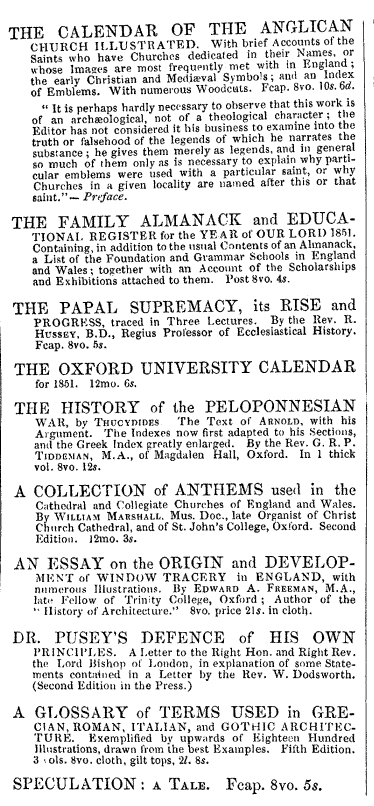 THE CALENDAR OF THE ANGLICAN
CHURCH ILLUSTRATED. With brief Accounts of the
Saints who have Churches dedicated in their Names, or
whose Images are most frequently met with in England;
the early Christian and Mediæval Symbols; and an Index
of Emblems. With numerous Woodcuts. Fcap. 8vo. 10s. 6d.
"It is perhaps hardly necessary to observe that this work is
of an archæological, not of a theological character; the
Editor has not considered it his business to examine into the
truth or falsehood of the legends of which he narrates the
substance; he gives them merely as legends, and in general
so much of them only as is necessary to explain why parti-
cular emblems were used with a particular saint, or why
Churches in a given locality are named after this or that
saint."—Preface.
THE FAMILY ALMANACK and EDUCA-
TIONAL REGISTER for the YEAR of OUR LORD 1851.
Containing, in addition to the usual Contents of an Almanack,
a List of the Foundation and Grammar Schools in England
and Wales; together with an Account of the Scholarships
and Exhibitions attached to them. Post 8vo. 4s.
THE PAPAL SUPREMACY, its RISE and
PROGRESS, traced in Three Lectures. By the Rev. R.
HUSSEY, B.D., Regius Professor of Ecclesiastical History.
Fcap. 8vo. 5s.
THE OXFORD UNIVERSITY CALENDAR
for 1851. 12mo. 6s.
THE HISTORY of the PELOPONNESIAN
WAR, by THUCYDIDES The Text of ARNOLD, with his
Argument. The Indexes now first adapted to his Sections,
and the Greek Index greatly enlarged. By the Rev. G. R. P.
TIDDEMAN, M.A., of Magdalen Hall, Oxford. In 1 thick
vol. 8vo. 12s.
A COLLECTION of ANTHEMS used in the
Cathedral and Collegiate Churches of England and Wales.
By WILLIAM MARSHALL, Mus. Doc., late Organist of Christ
Church Cathedral, and of St. John's College, Oxford. Second
Edition. 12mo. 3s.
AN ESSAY on the ORIGIN and DEVELOP-
MENT of WINDOW TRACERY in ENGLAND, with
numerous Illustrations. By EDWARD A. FREEMAN, M.A.,
late Fellow of Trinity College, Oxford; Author of the
"History of Architecture." 8vo. price 21s. in cloth.
DR. PUSEY'S DEFENCE of HIS OWN
PRINCIPLES. A Letter to the Right Hon. and Right Rev.
the Lord Bishop of London, in explanation of some State-
ments contained in a Letter by the Rev. W. Dodsworth.
(Second Edition in the Press.)
A GLOSSARY of TERMS USED in GRE-
CIAN, ROMAN, ITALIAN, and GOTHIC ARCHITEC-
TURE. Exemplified by upwards of Eighteen Hundred
Illustrations, drawn from the best Examples. Fifth Edition.
3 vols. 8vo. cloth, gilt tops, 2l. 8s.
SPECULATION: A TALE. Fcap. 8vo. 5s.